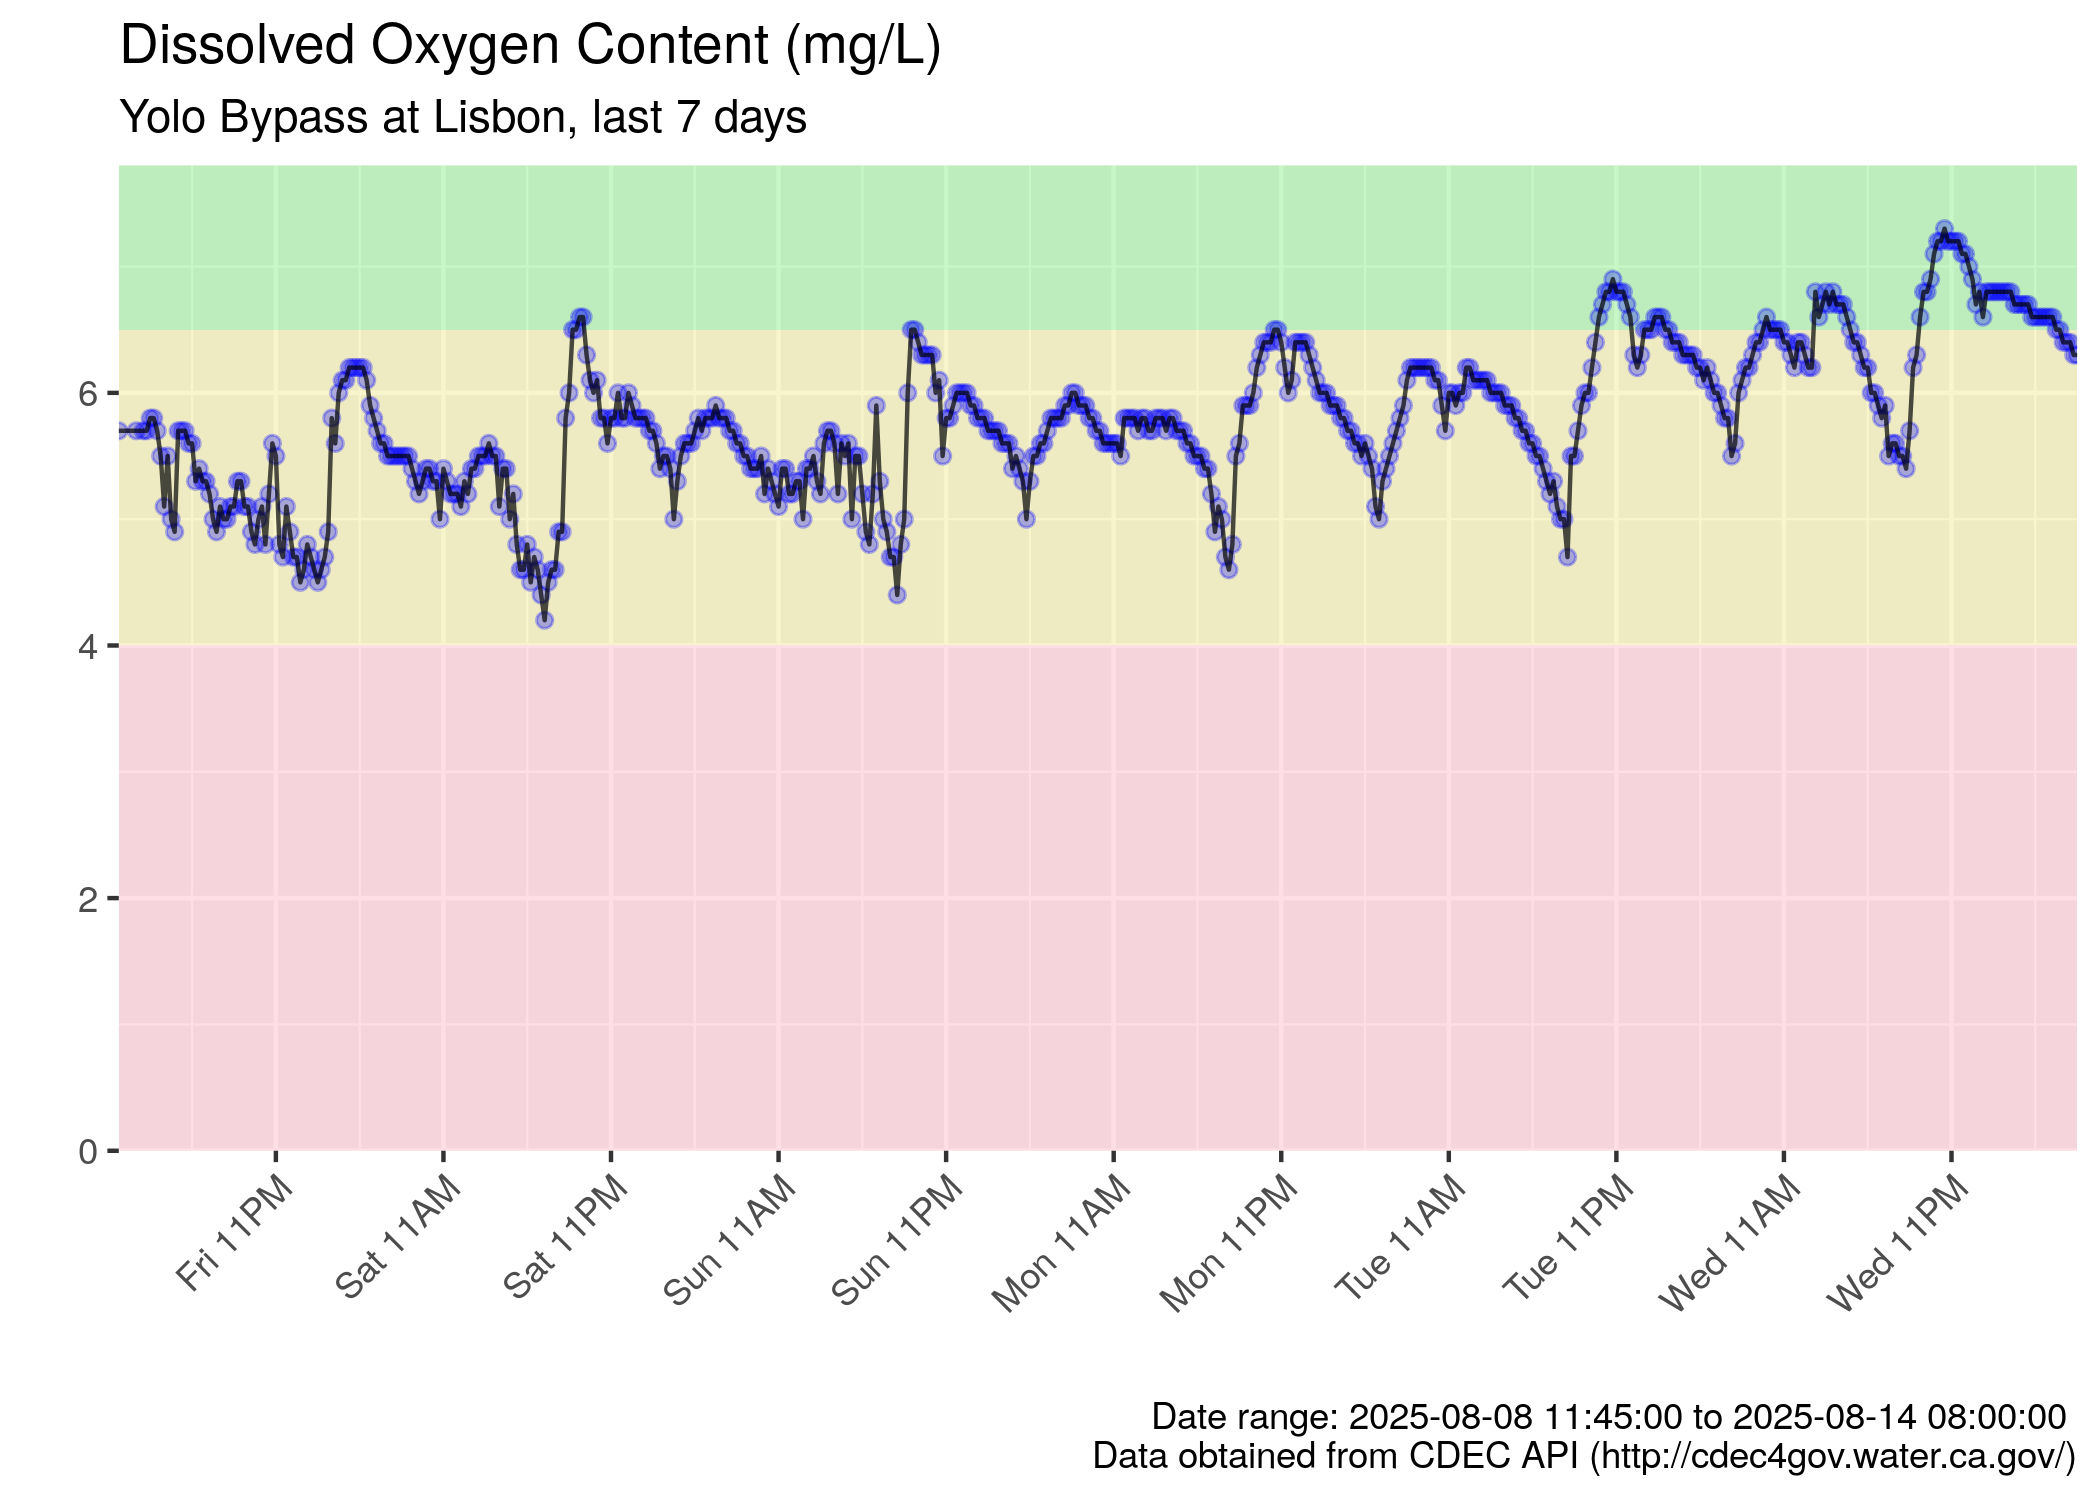 Dissolved Oxygen Content (mg/L)
Yolo Bypass at Lisbon, last 7 days
6
4
2
0
Fri 11PM
Sat 11AM
Sat 11PM
Sun 11AM
Sun 11PM
Mon 11AM
Mon 11PM
Tue 11AM
Tue 11PM
Wed 11AM
Wed 11PM
Date range: 2025-08-08 11:45:00 to 2025-08-14 08:00:00
Data obtained from CDEC API (http://cdec4gov.water.ca.gov/)